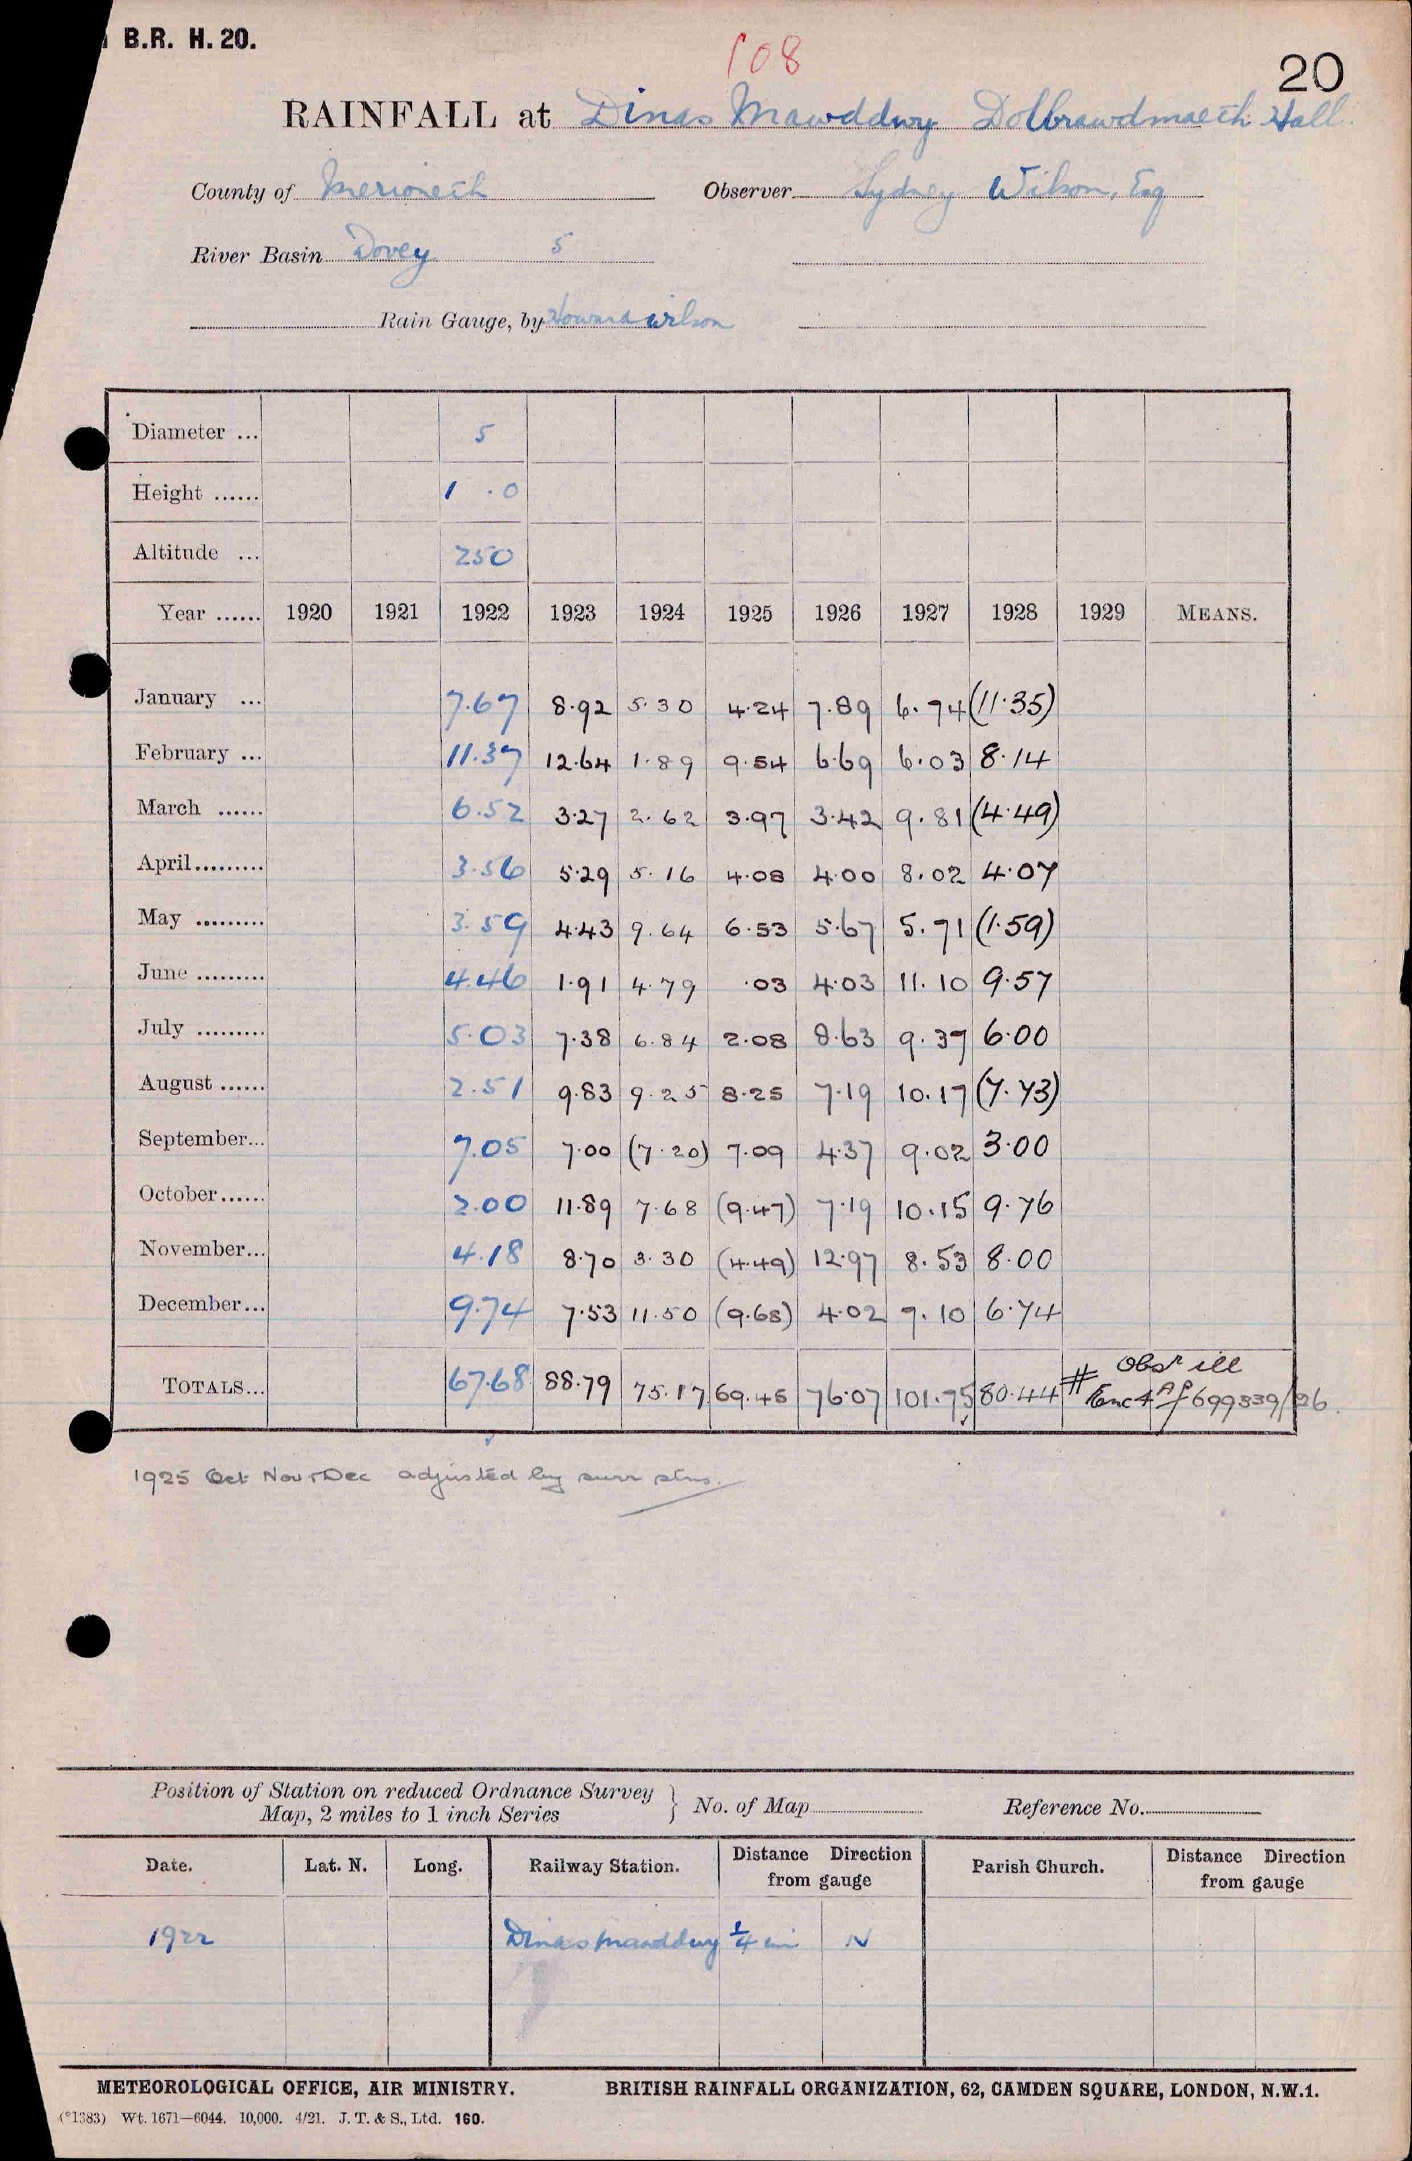 B.R. H. 20.
108
20
RAINFALL at Dinas Mawddwy Dolbrawdmaeth Hall.
County of Merioneth Observer Sydney Wilson, Esq
River Basin Dovey 5
Rain Gauge, by Howard Wilson
Diameter ... 5
Height ...... 1 · 0
Altitude ... 250
Year ...... 1920 1921 1922 1923 1924 1925 1926 1927 1928 1929 MEANS.
January ... 7.67 8.92 5.30 4.24 7.89 6.74 (11.35)
February ... 11.37 12.64 1.89 9.54 6.69 6.03 8.14
March ...... 6.52 3.27 2.62 3.97 3.42 9.81 (4.49)
April......... 3.56 5.29 5.16 4.08 4.00 8.02 4.07
May ......... 3.59 4.43 9.64 6.53 5.67 5.71 (1.59)
June ......... 4.46 1.91 4.79 .03 4.03 11.10 9.57
July ......... 5.03 7.38 6.84 2.08 8.63 9.37 6.00
August ...... 2.51 9.83 9.25 8.25 7.19 10.17 (7.73)
September... 7.05 7.00 (7.20) 7.09 4.37 9.02 3.00
October...... 2.00 11.89 7.68 (9.47) 7.19 10.15 9.76
November... 4.18 8.70 3.30 (4.49) 12.97 8.53 8.00
December... 9.74 7.53 11.50 (9.68) 4.02 7.10 6.74
TOTALS... 67.68 88.79 75.17 69.45 76.07 101.75 80.44 # Obsr ill
Enc 4 AP/699339/26
1925 Oct Nov & Dec adjusted by surr stns.
Position of Station on reduced Ordnance Survey
Map, 2 miles to 1 inch Series } No. of Map Reference No.
Date. Lat. N. Long. Railway Station. Distance Direction from gauge Parish Church. Distance Direction from gauge
1922 Dinas Mawddwy 1/4 mi N
METEOROLOGICAL OFFICE, AIR MINISTRY. BRITISH RAINFALL ORGANIZATION, 62, CAMDEN SQUARE, LONDON, N.W.1.
(*1383) Wt. 1671—6044. 10,000. 4/21. J. T. & S., Ltd. 160.